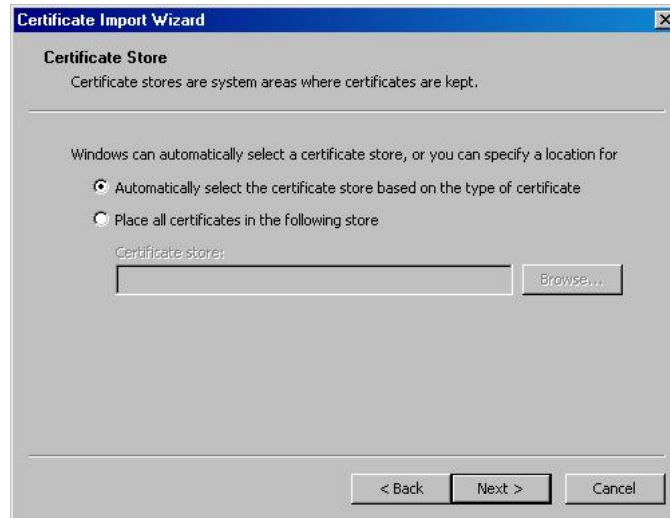 Certificate Import Wizard
Certificate Store
Certificate stores are system areas where certificates are kept.
Windows can automatically select a certificate store, or you can specify a location for
Automatically select the certificate store based on the type of certificate
Place all certificates in the following store
Certificate store:
Browse...
< Back
Next >
Cancel